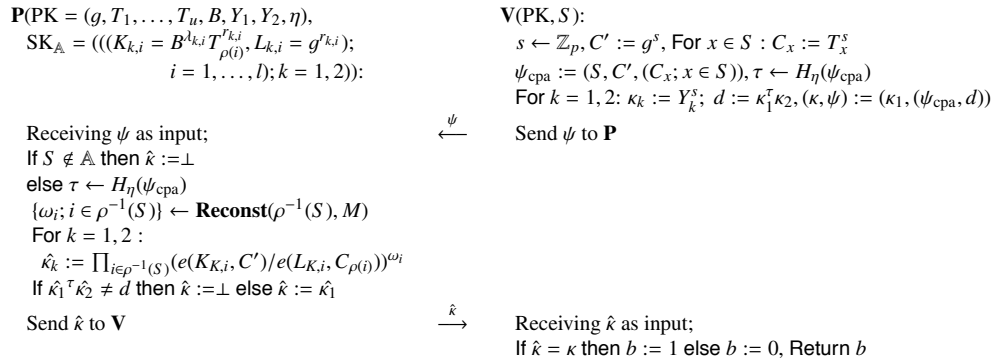 P(PK = (g, T_1, . . . , T_u, B, Y_1, Y_2, η),
SK_𝔸 = (((K_{k,i} = B^{λ_{k,i}} T_{ρ(i)}^{r_{k,i}}, L_{k,i} = g^{r_{k,i}});
i = 1, . . . , l); k = 1, 2)):
V(PK, S):
s ← ℤ_p, C′ := g^s, For x ∈ S : C_x := T_x^s
ψ_cpa := (S, C′, (C_x; x ∈ S)), τ ← H_η(ψ_cpa)
For k = 1, 2: κ_k := Y_k^s; d := κ_1^τ κ_2, (κ, ψ) := (κ_1, (ψ_cpa, d))
Receiving ψ as input;
ψ
←
Send ψ to P
If S ∉ 𝔸 then κ̂ :=⊥
else τ ← H_η(ψ_cpa)
{ω_i; i ∈ ρ^{−1}(S)} ← Reconst(ρ^{−1}(S), M)
For k = 1, 2 :
κ̂_k := ∏_{i∈ρ^{−1}(S)}(e(K_{K,i}, C′)/e(L_{K,i}, C_{ρ(i)}))^{ω_i}
If κ̂_1^τ κ̂_2 ≠ d then κ̂ :=⊥ else κ̂ := κ̂_1
Send κ̂ to V
κ̂
→
Receiving κ̂ as input;
If κ̂ = κ then b := 1 else b := 0, Return b